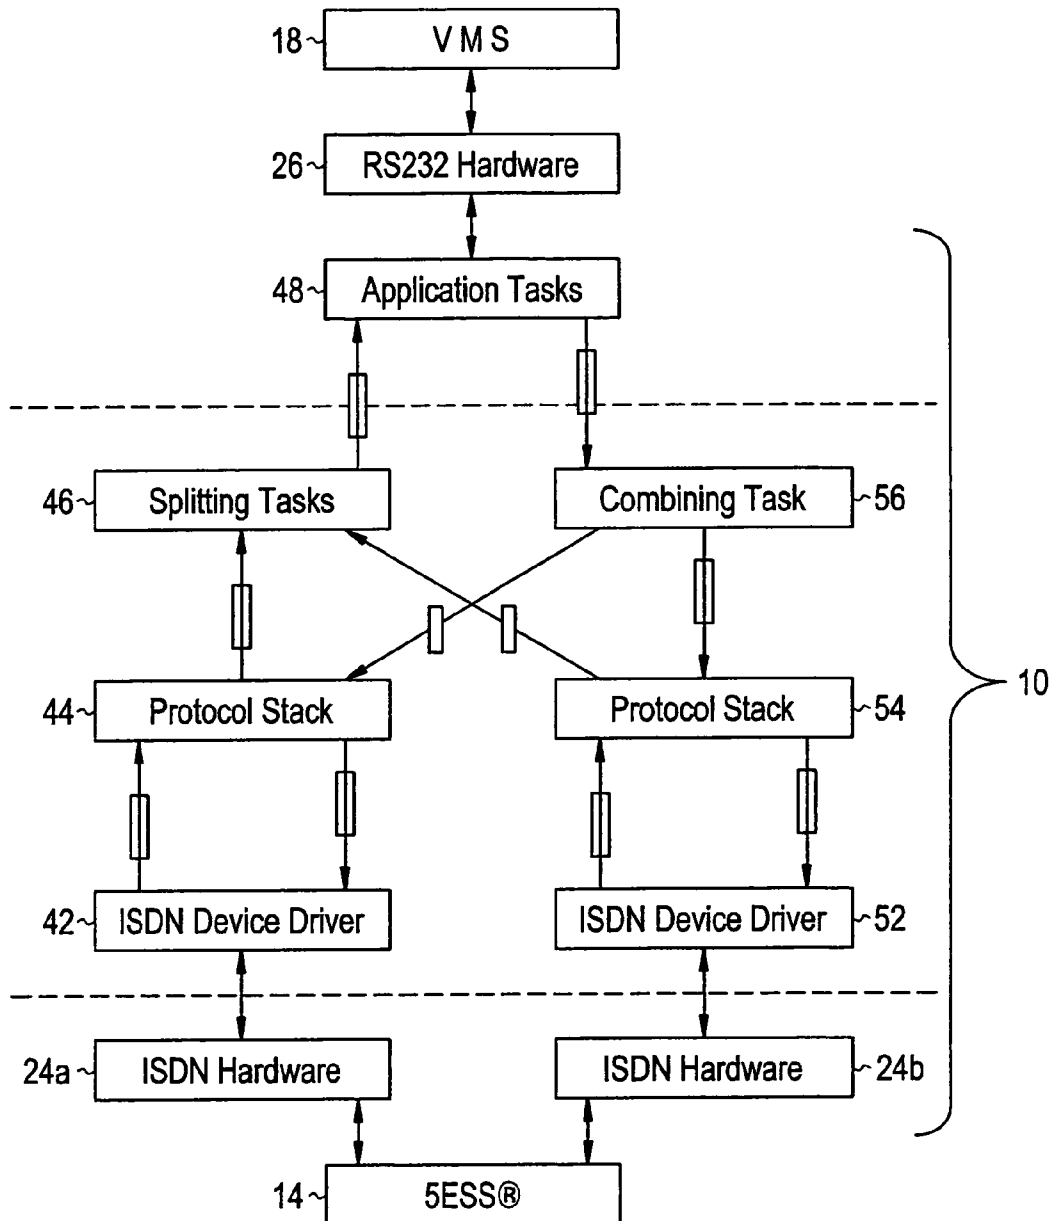 18 V M S
26 RS232 Hardware
48 Application Tasks
46 Splitting Tasks Combining Task 56
10
44 Protocol Stack Protocol Stack 54
42 ISDN Device Driver ISDN Device Driver 52
24a ISDN Hardware ISDN Hardware 24b
14 5ESS®